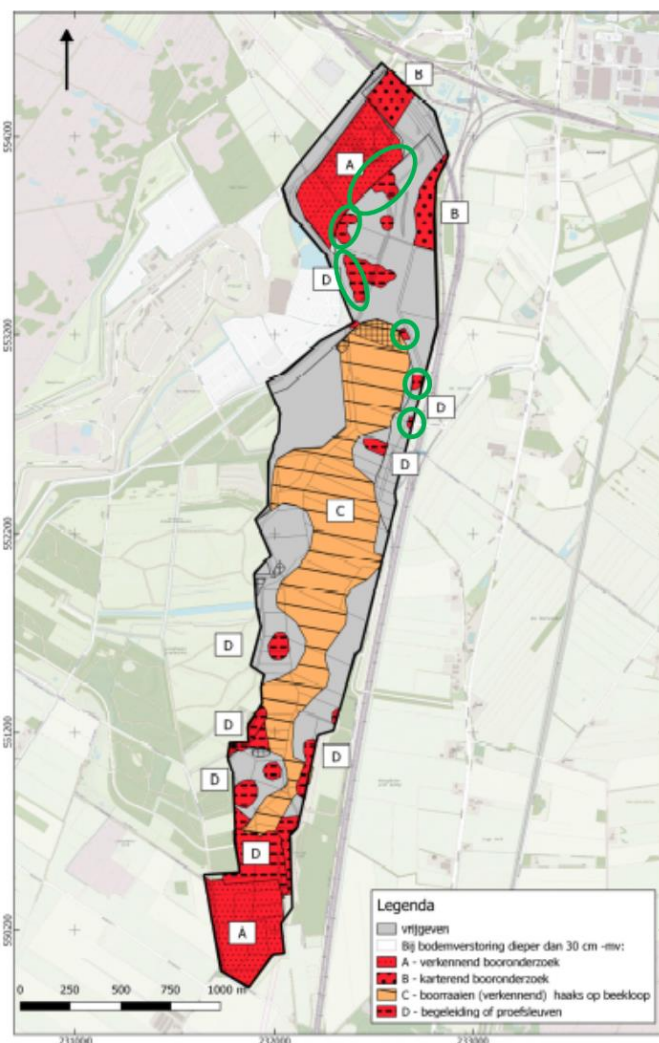 B
A
B
D
D
D
C
D
D
D
D
D
A
554200
553200
552200
551200
550200
Legenda
vrijgeven
Bij bodemverstoring dieper dan 30 cm -mv:
A - verkennend booronderzoek
B - karterend booronderzoek
C - boorraaien (verkennend) haaks op beekloop
D - begeleiding of proefsleuven
0 250 500 750 1000 m
232000
233000